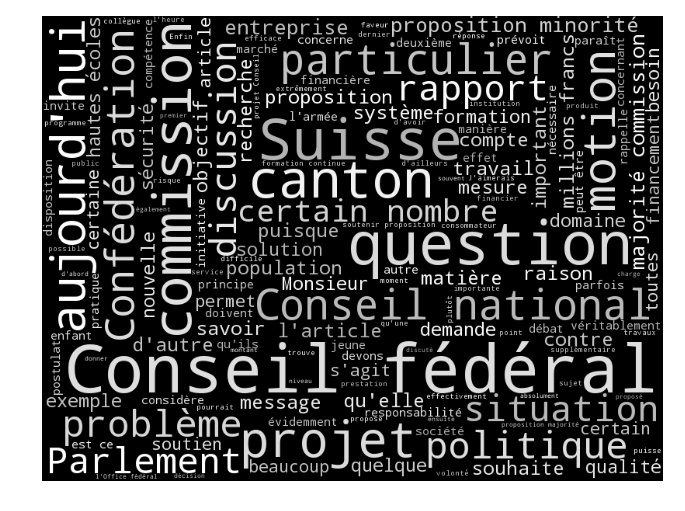 collègue
l'heure
Enfin
efficace
marché
entreprise
concerne
en faveur
dernier
deuxième
réponse
proposition minorité
prévoit
paraît
aujourd'hui
hautes écoles
Confédération
compétence
commission
objectif
article
discussion
recherche
particulier
financière
extrêmement
projet Conseil
proposition
rapport
institution
nécessaire
motion
concernant
besoin
invite
programme
certaine
sécurité
l'armée
d'avoir
système
formation
manière
important
millions francs
peut être
produit
rappelle
majorité commission
financement
Suisse
compte
public
risque
premier
initiative
formation continue
d'ailleurs
effet
travail
souvent
J'aimerais
canton
mesure
financier
disposition
également
certain nombre
soutenir proposition
consommateur
domaine
nouvelle
puisque
question
toutes
possible
solution
difficile
service
population
autre
moment
importante
raison
parfois
charge
d'abord
pratique
principe
Monsieur
matière
permet
doivent
Conseil national
plutôt
savoir
l'article
qu'une
demande
point
débat
véritablement
travaux
enfant
postulat
d'autre
qu'ils
montant
jeune
trouve
devons
s'agit
discuté
contre
supplémentaire
donner
Conseil fédéral
niveau
prestation
effectivement
absolument
sujet
proposé
exemple
considère
pourrait
message
qu'elle
responsabilité
situation
problème
évidemment
propose
ensuite
société
proposition majorité
certain
est ce
soutien
projet
politique
puisse
Parlement
beaucoup
quelque
volonté
souhaite
qualité
l'Office fédéral
décision